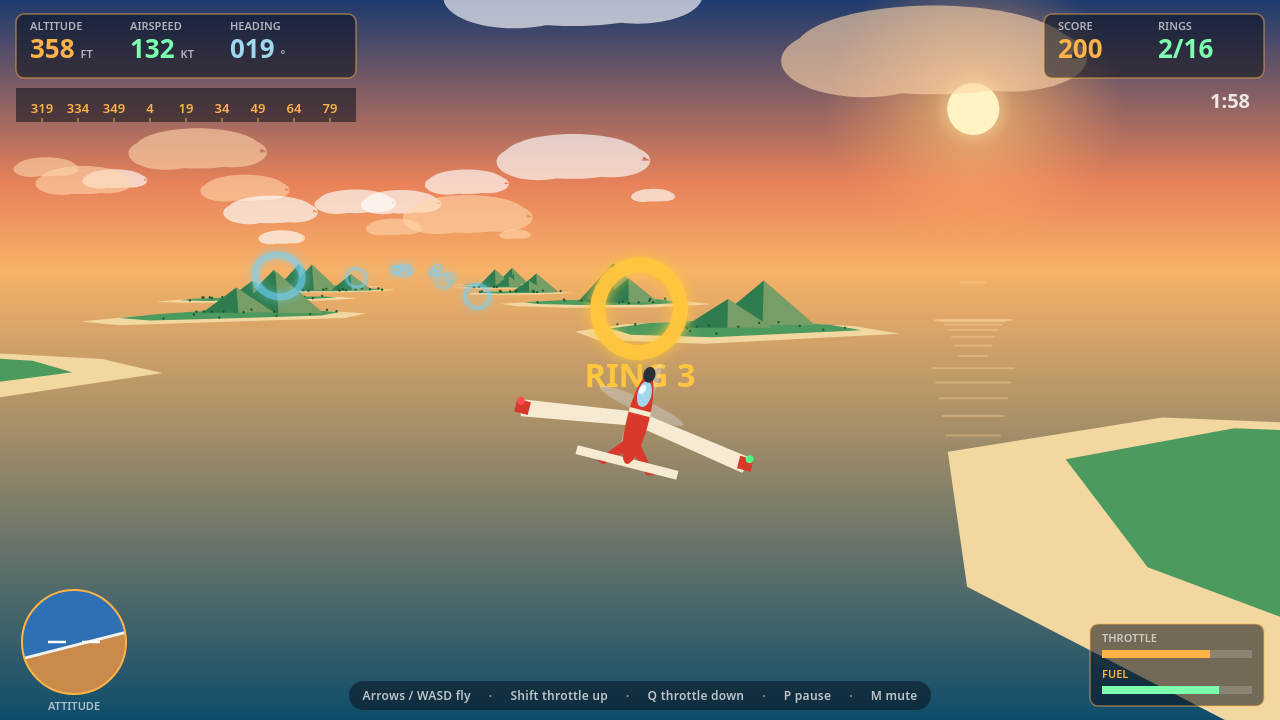 ALTITUDE AIRSPEED HEADING
358 FT 132 KT 019 °
319 334 349 4 19 34 49 64 79
SCORE RINGS
200 2/16
1:58
RING 3
THROTTLE
FUEL
Arrows / WASD fly · Shift throttle up · Q throttle down · P pause · M mute
ATTITUDE